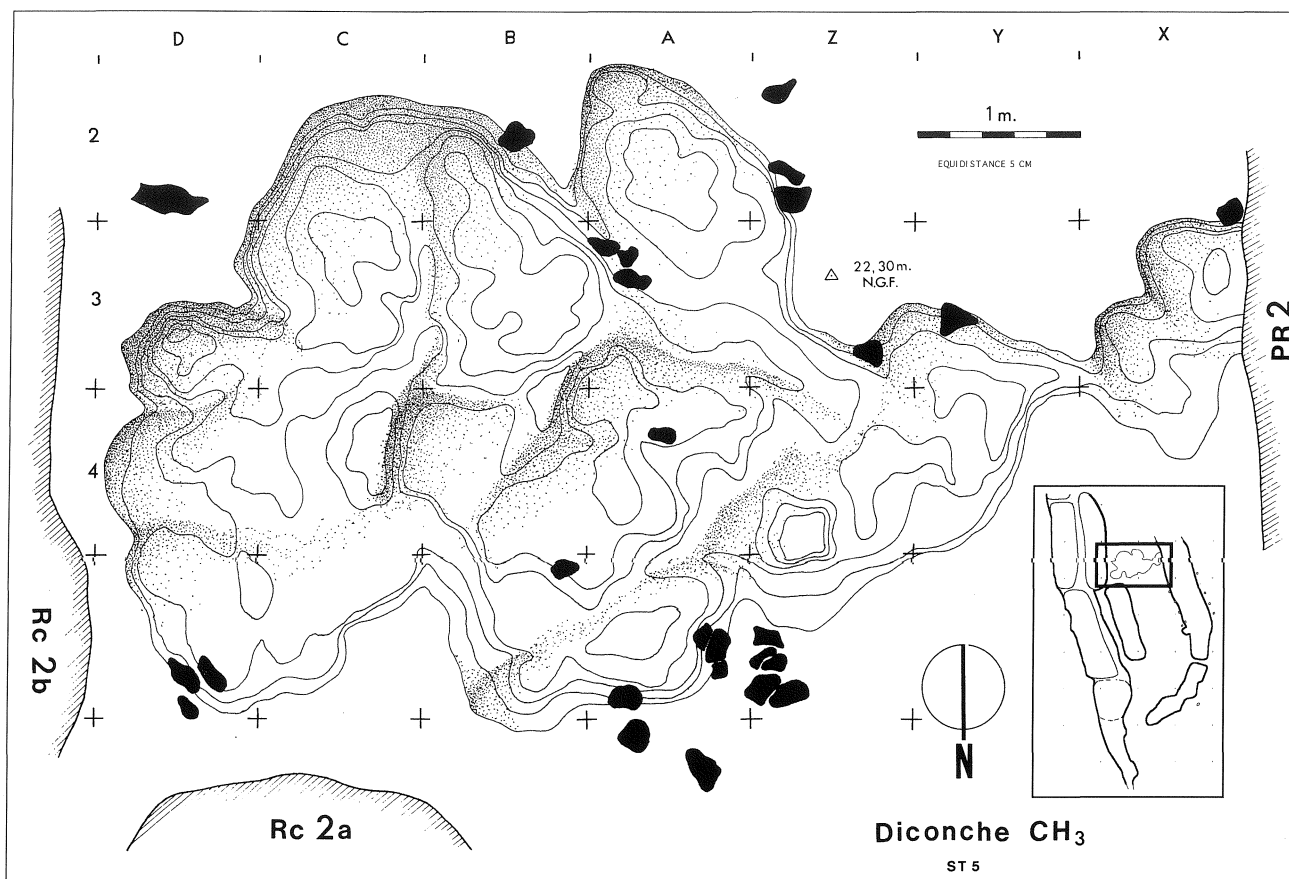 D C B A Z Y X
2
1 m.
EQUIDISTANCE 5 CM
3
22,30 m.
N.G.F.
PR 2
4
Rc 2b
N
Rc 2a
Diconche CH₃
ST 5